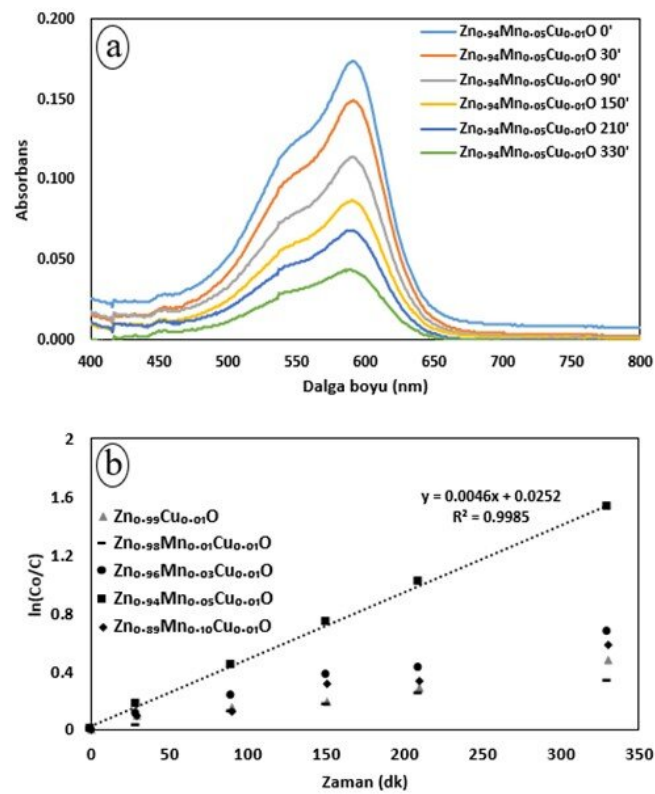 a
0.200
0.150
0.100
0.050
0.000
Absorbans
Zn₀.₉₄Mn₀.₀₅Cu₀.₀₁O 0'
Zn₀.₉₄Mn₀.₀₅Cu₀.₀₁O 30'
Zn₀.₉₄Mn₀.₀₅Cu₀.₀₁O 90'
Zn₀.₉₄Mn₀.₀₅Cu₀.₀₁O 150'
Zn₀.₉₄Mn₀.₀₅Cu₀.₀₁O 210'
Zn₀.₉₄Mn₀.₀₅Cu₀.₀₁O 330'
400 450 500 550 600 650 700 750 800
Dalga boyu (nm)
b
2
1.6
1.2
0.8
0.4
0
ln(Co/C)
y = 0.0046x + 0.0252
R² = 0.9985
Zn₀.₉₉Cu₀.₀₁O
Zn₀.₉₈Mn₀.₀₁Cu₀.₀₁O
Zn₀.₉₆Mn₀.₀₃Cu₀.₀₁O
Zn₀.₉₄Mn₀.₀₅Cu₀.₀₁O
Zn₀.₈₉Mn₀.₁₀Cu₀.₀₁O
0 50 100 150 200 250 300 350
Zaman (dk)